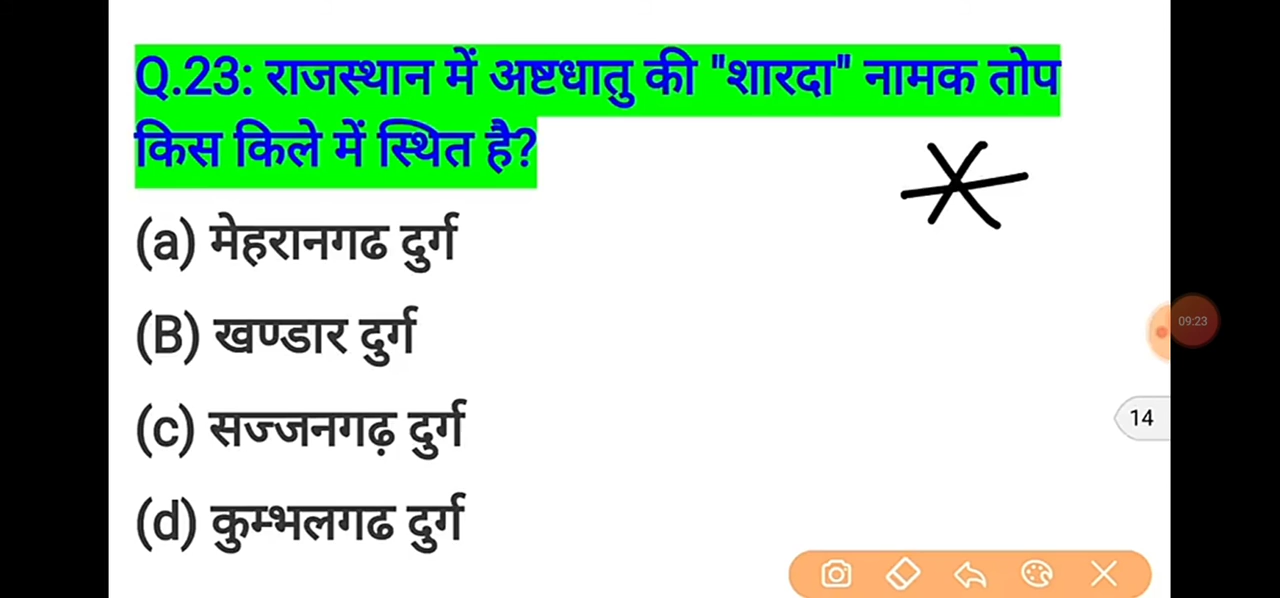 Q.23: राजस्थान में अष्टधातु की "शारदा" नामक तोप
किस किले में स्थित है?
(a) मेहरानगढ दुर्ग
(B) खण्डार दुर्ग
(c) सज्जनगढ़ दुर्ग
(d) कुम्भलगढ दुर्ग
09:23
14